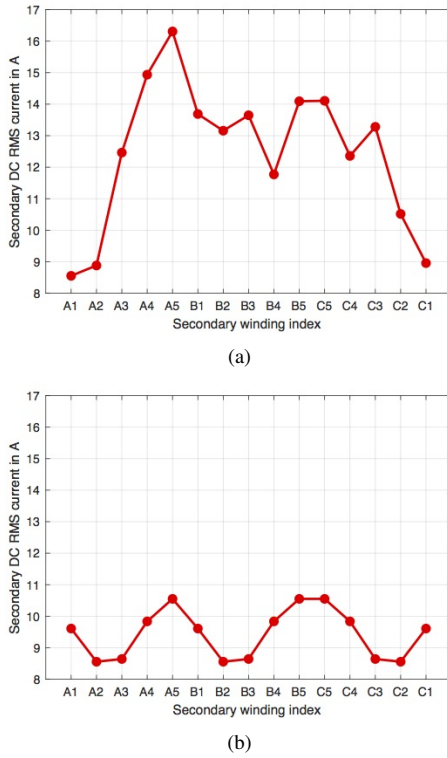 17
16
15
14
13
12
11
10
9
8
Secondary DC RMS current in A
A1 A2 A3 A4 A5 B1 B2 B3 B4 B5 C5 C4 C3 C2 C1
Secondary winding index
(a)
17
16
15
14
13
12
11
10
9
8
Secondary DC RMS current in A
A1 A2 A3 A4 A5 B1 B2 B3 B4 B5 C5 C4 C3 C2 C1
Secondary winding index
(b)